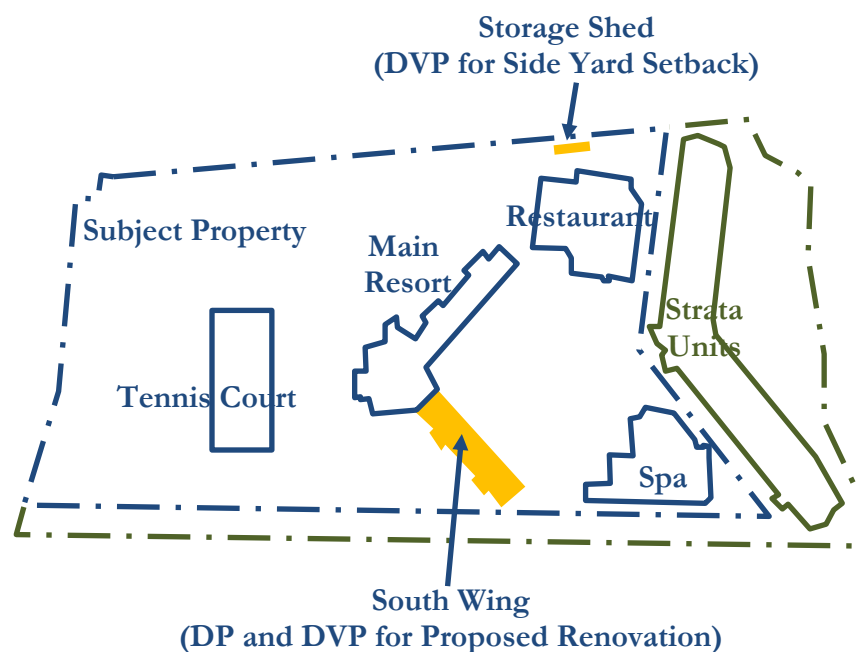 Storage Shed
(DVP for Side Yard Setback)
Restaurant
Subject Property
Main
Resort
Strata
Units
Tennis Court
Spa
South Wing
(DP and DVP for Proposed Renovation)